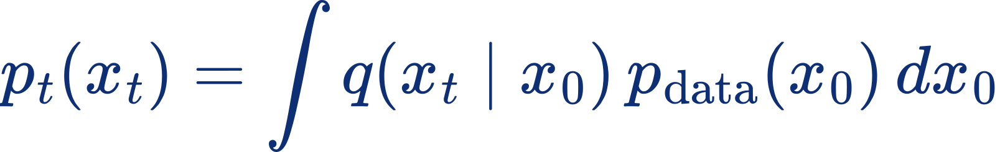 p_t(x_t) = ∫ q(x_t | x_0) p_data(x_0) dx_0